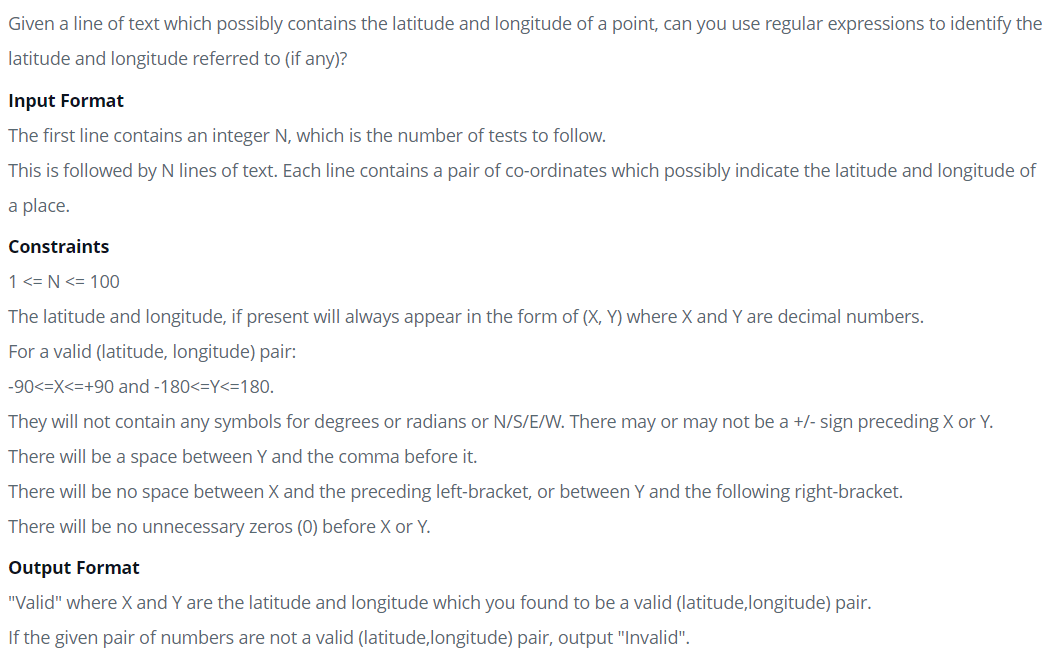 Given a line of text which possibly contains the latitude and longitude of a point, can you use regular expressions to identify the
latitude and longitude referred to (if any)?
Input Format
The first line contains an integer N, which is the number of tests to follow.
This is followed by N lines of text. Each line contains a pair of co-ordinates which possibly indicate the latitude and longitude of
a place.
Constraints
1 <= N <= 100
The latitude and longitude, if present will always appear in the form of (X, Y) where X and Y are decimal numbers.
For a valid (latitude, longitude) pair:
-90<=X<=+90 and -180<=Y<=180.
They will not contain any symbols for degrees or radians or N/S/E/W. There may or may not be a +/- sign preceding X or Y.
There will be a space between Y and the comma before it.
There will be no space between X and the preceding left-bracket, or between Y and the following right-bracket.
There will be no unnecessary zeros (0) before X or Y.
Output Format
"Valid" where X and Y are the latitude and longitude which you found to be a valid (latitude,longitude) pair.
If the given pair of numbers are not a valid (latitude,longitude) pair, output "Invalid".